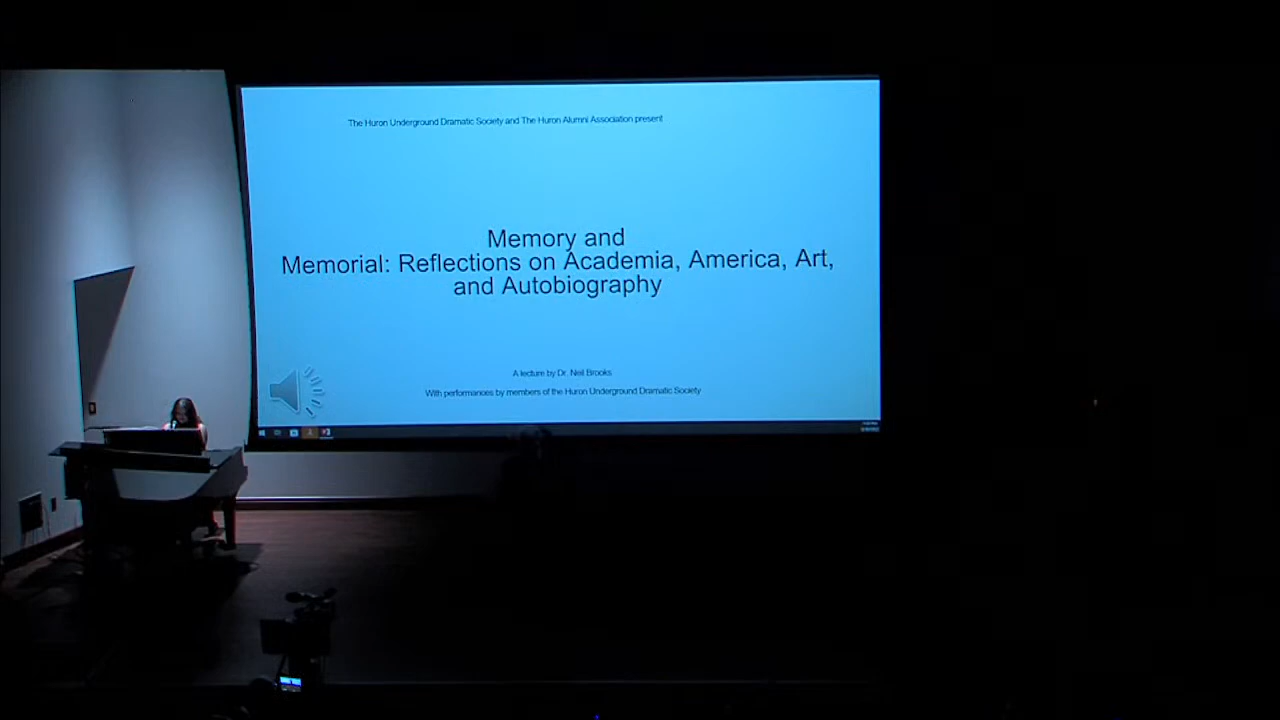 The Huron Underground Dramatic Society and The Huron Alumni Association present
Memory and
Memorial: Reflections on Academia, America, Art,
and Autobiography
A lecture by Dr. Neil Brooks
With performances by members of the Huron Underground Dramatic Society